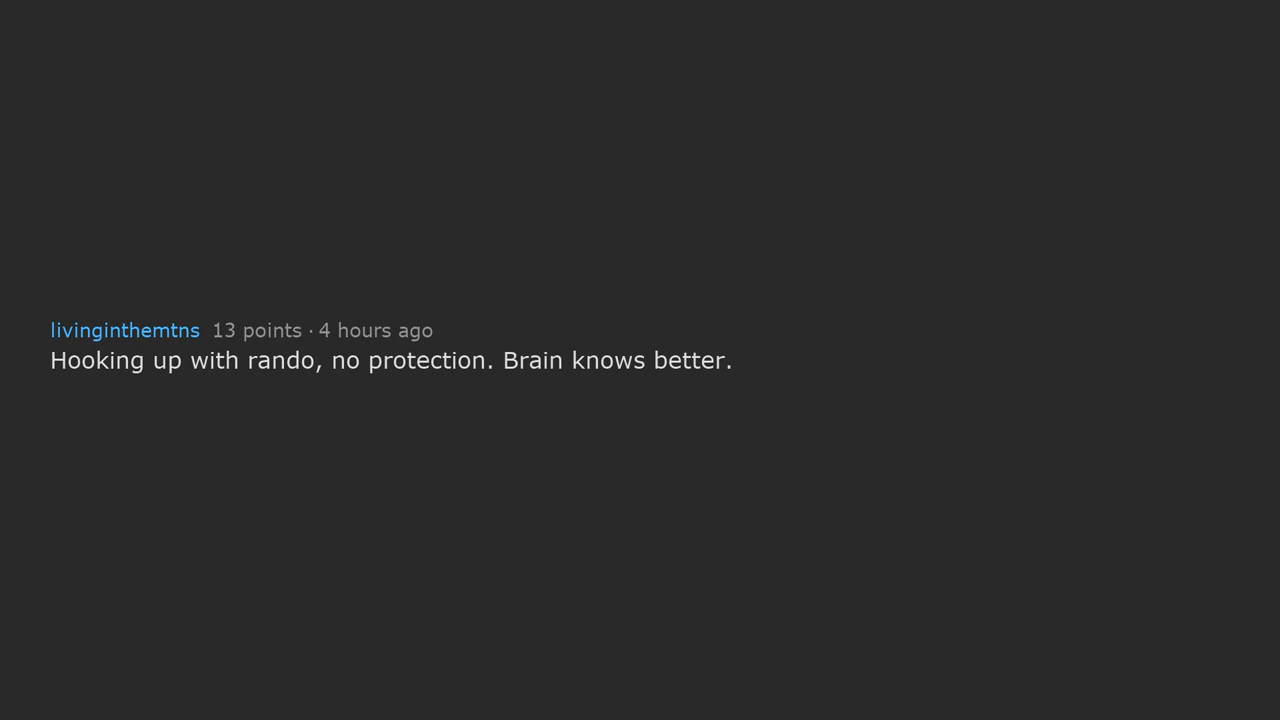 livinginthemtns 13 points · 4 hours ago
Hooking up with rando, no protection. Brain knows better.